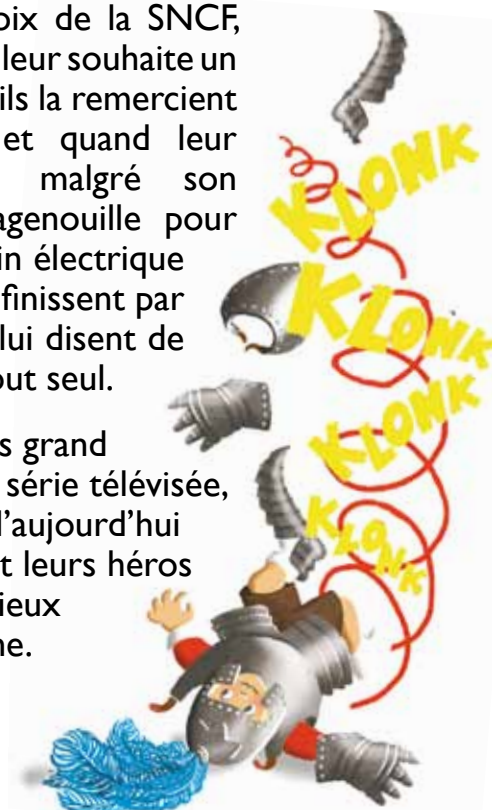 oix de la SNCF,
leur souhaite un
ils la remercient
et quand leur
malgré son
agenouille pour
in électrique
finissent par
lui disent de
out seul.
s grand
série télévisée,
l'aujourd'hui
t leurs héros
ieux
ne.
KLONK
KLONK
KLONK
KLONK